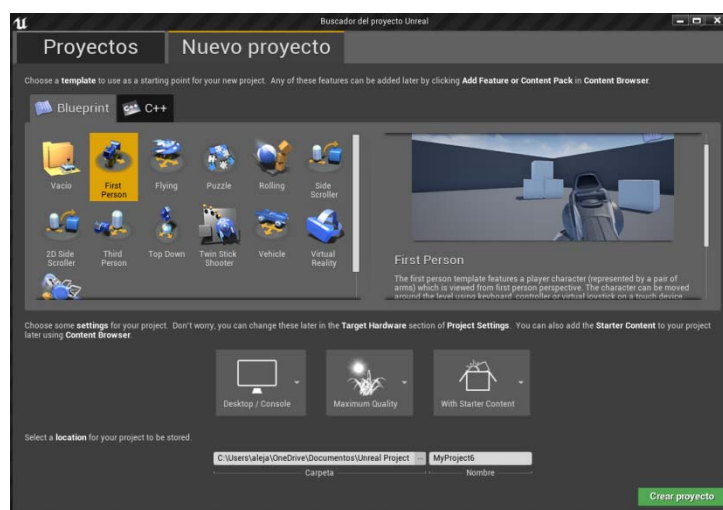 Buscador del proyecto Unreal
Proyectos
Nuevo proyecto
Choose a template to use as a starting point for your new project. Any of these features can be added later by clicking Add Feature or Content Pack in Content Browser.
Blueprint
C++
Vacio
First
Person
Flying
Puzzle
Rolling
Side
Scroller
2D Side
Scroller
Third
Person
Top Down
Twin Stick
Shooter
Vehicle
Virtual
Reality
First Person
The first person template features a player character (represented by a pair of
arms) which is viewed from first person perspective. The character can be moved
around the level using keyboard, controller or virtual joystick on a touch device
Choose some settings for your project. Don't worry, you can change these later in the Target Hardware section of Project Settings. You can also add the Starter Content to your project
later using Content Browser.
Desktop / Console
Maximum Quality
With Starter Content
Select a location for your project to be stored.
C:\Users\aleja\OneDrive\Documentos\Unreal Project
...
MyProject6
Carpeta
Nombre
Crear proyecto